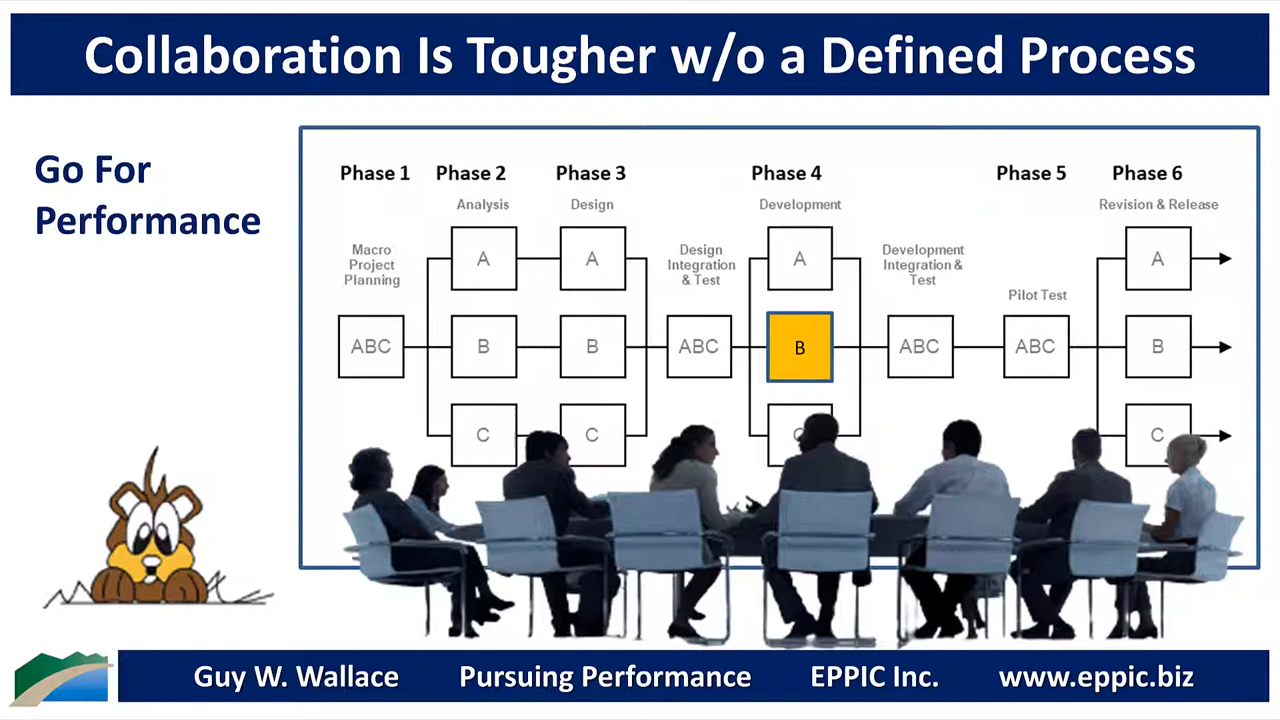 Collaboration Is Tougher w/o a Defined Process
Go For
Performance
Phase 1 Phase 2 Phase 3 Phase 4 Phase 5 Phase 6
Analysis Design Development Revision & Release
Macro
Project
Planning
Design
Integration
& Test
Development
Integration &
Test
Pilot Test
A A A A
ABC B B ABC B ABC ABC B
C C C C
Guy W. Wallace Pursuing Performance EPPIC Inc. www.eppic.biz